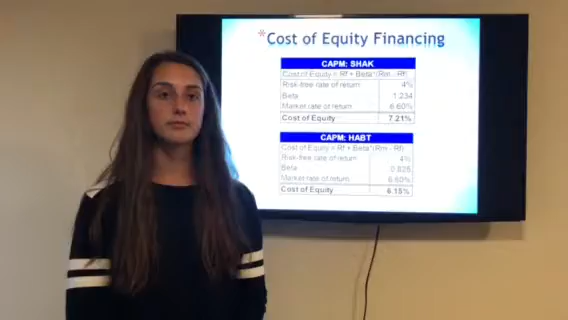 *Cost of Equity Financing
CAPM: SHAK
Cost of Equity = Rf + Beta*(Rm - Rf)
Risk-free rate of return 4%
Beta 1.234
Market rate of return 6.60%
Cost of Equity 7.21%
CAPM: HABT
Cost of Equity = Rf + Beta*(Rm - Rf)
Risk-free rate of return 4%
Beta 0.828
Market rate of return 6.60%
Cost of Equity 6.15%